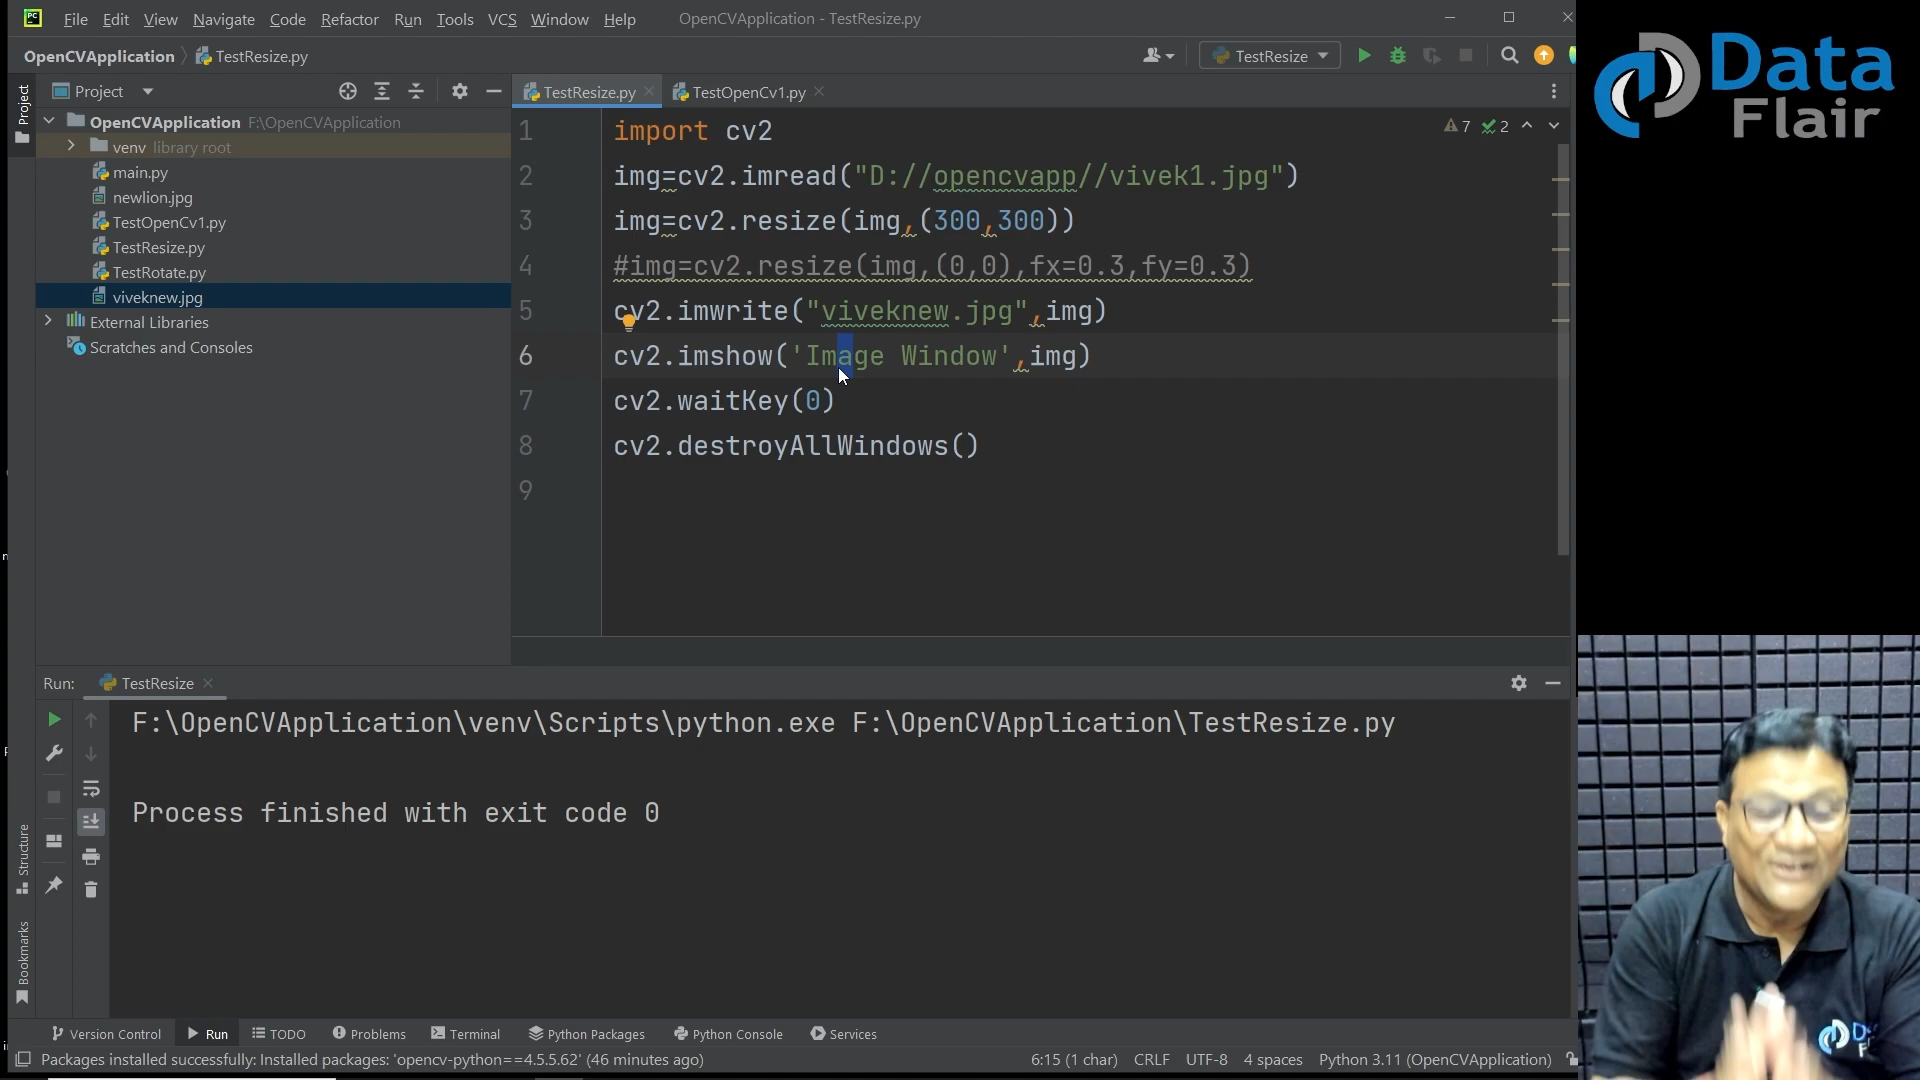 File Edit View Navigate Code Refactor Run Tools VCS Window Help OpenCVApplication - TestResize.py
OpenCVApplication TestResize.py TestResize
Project TestResize.py TestOpenCv1.py
Project
OpenCVApplication F:\OpenCVApplication
venv library root
main.py
newlion.jpg
TestOpenCv1.py
TestResize.py
TestRotate.py
viveknew.jpg
External Libraries
Scratches and Consoles
7 2
1 import cv2
2 img=cv2.imread("D://opencvapp//vivek1.jpg")
3 img=cv2.resize(img,(300,300))
4 #img=cv2.resize(img,(0,0),fx=0.3,fy=0.3)
5 cv2.imwrite("viveknew.jpg",img)
6 cv2.imshow('Image Window',img)
7 cv2.waitKey(0)
8 cv2.destroyAllWindows()
9
Run: TestResize
F:\OpenCVApplication\venv\Scripts\python.exe F:\OpenCVApplication\TestResize.py
Process finished with exit code 0
Structure
Bookmarks
Version Control Run TODO Problems Terminal Python Packages Python Console Services
Packages installed successfully: Installed packages: 'opencv-python==4.5.5.62' (46 minutes ago) 6:15 (1 char) CRLF UTF-8 4 spaces Python 3.11 (OpenCVApplication)
Data
Flair